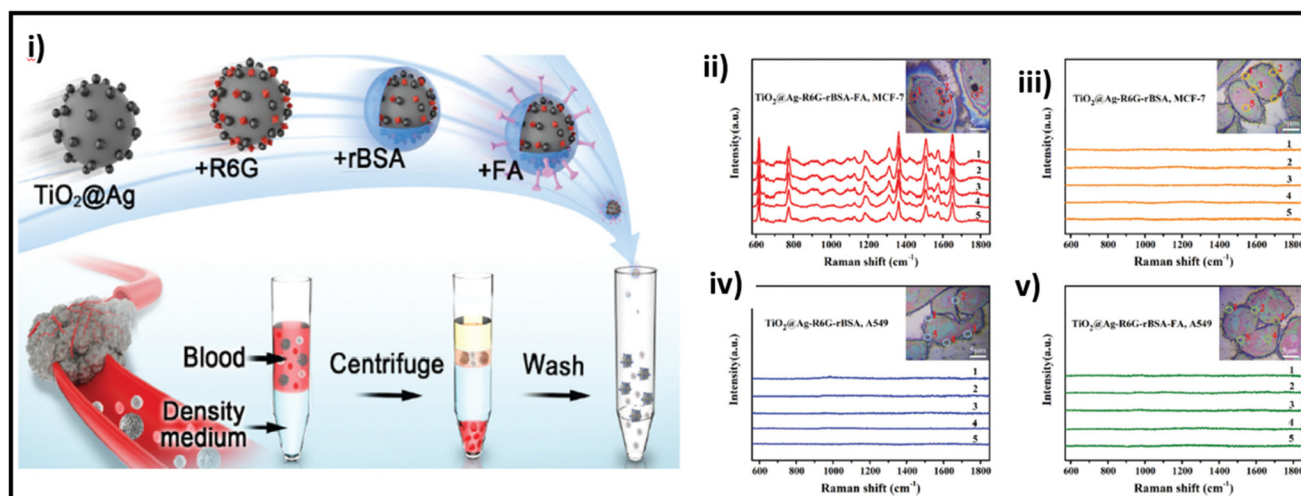 i)
TiO₂@Ag
+R6G
+rBSA
+FA
Blood
Density
medium
Centrifuge
Wash
ii)
Intensity(a.u.)
TiO₂@Ag-R6G-rBSA-FA, MCF-7
1
2
3
4
5
600 800 1000 1200 1400 1600 1800
Raman shift (cm⁻¹)
iii)
Intensity(a.u.)
TiO₂@Ag-R6G-rBSA, MCF-7
5μm
1
2
3
4
5
600 800 1000 1200 1400 1600 1800
Raman shift (cm⁻¹)
iv)
Intensity(a.u.)
TiO₂@Ag-R6G-rBSA, A549
5μm
1
2
3
4
5
600 800 1000 1200 1400 1600 1800
Raman shift (cm⁻¹)
v)
Intensity(a.u.)
TiO₂@Ag-R6G-rBSA-FA, A549
5μm
1
2
3
4
5
600 800 1000 1200 1400 1600 1800
Raman shift (cm⁻¹)